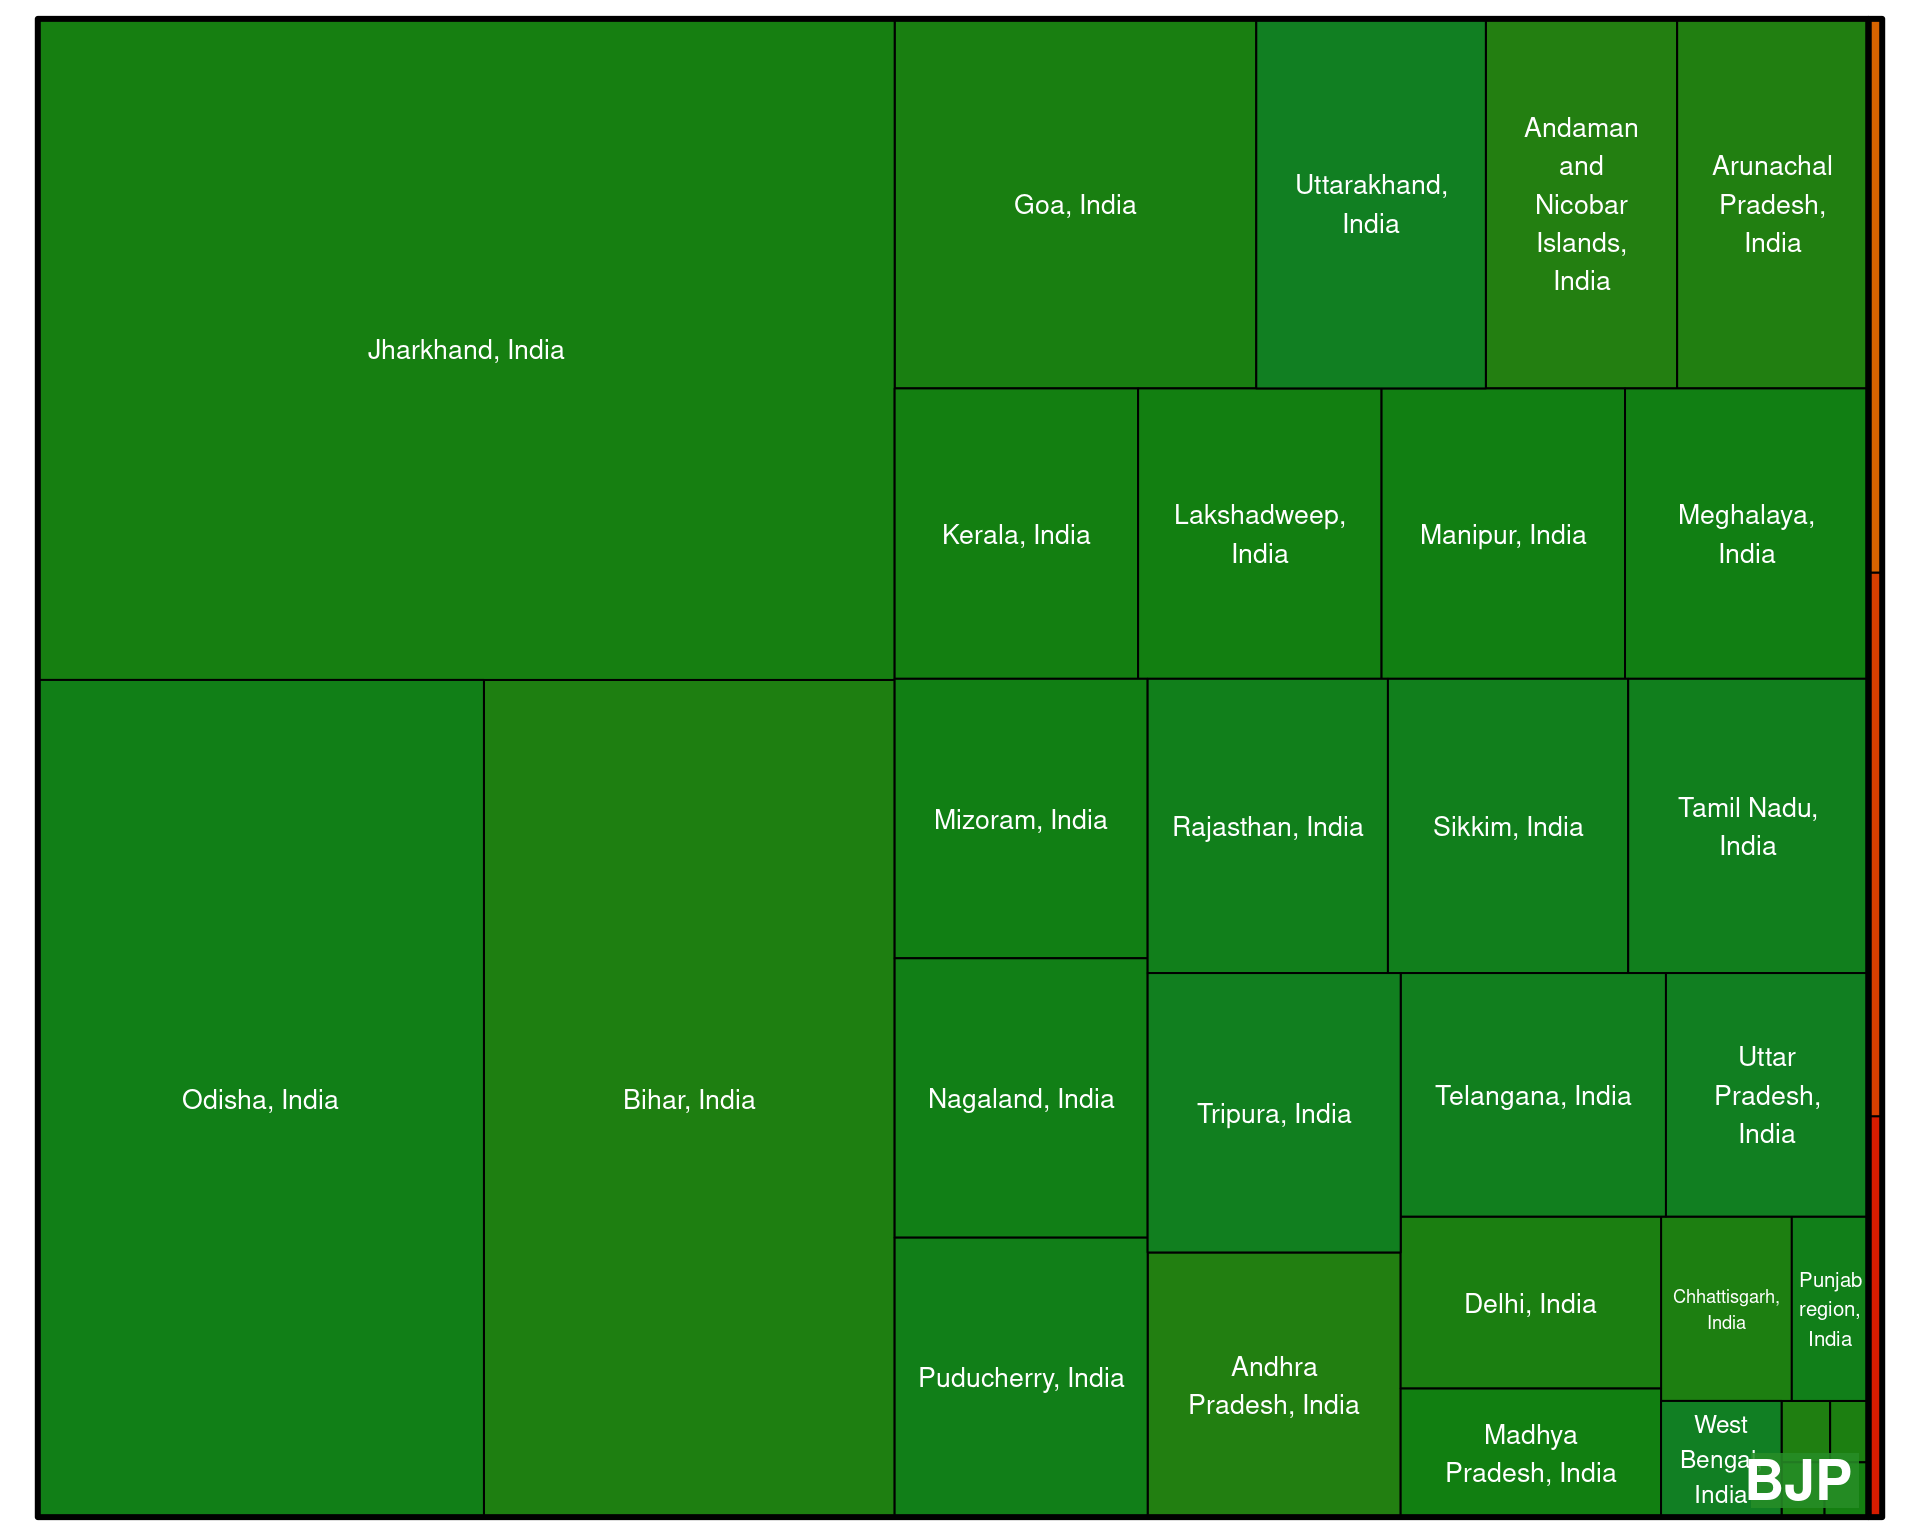 Jharkhand, India
Goa, India
Uttarakhand,
India
Andaman
and
Nicobar
Islands,
India
Arunachal
Pradesh,
India
Kerala, India
Lakshadweep,
India
Manipur, India
Meghalaya,
India
Odisha, India
Bihar, India
Mizoram, India
Rajasthan, India
Sikkim, India
Tamil Nadu,
India
Nagaland, India
Tripura, India
Telangana, India
Uttar
Pradesh,
India
Puducherry, India
Andhra
Pradesh, India
Delhi, India
Chhattisgarh,
India
Punjab
region,
India
Madhya
Pradesh, India
West
Bengal,
India
BJP